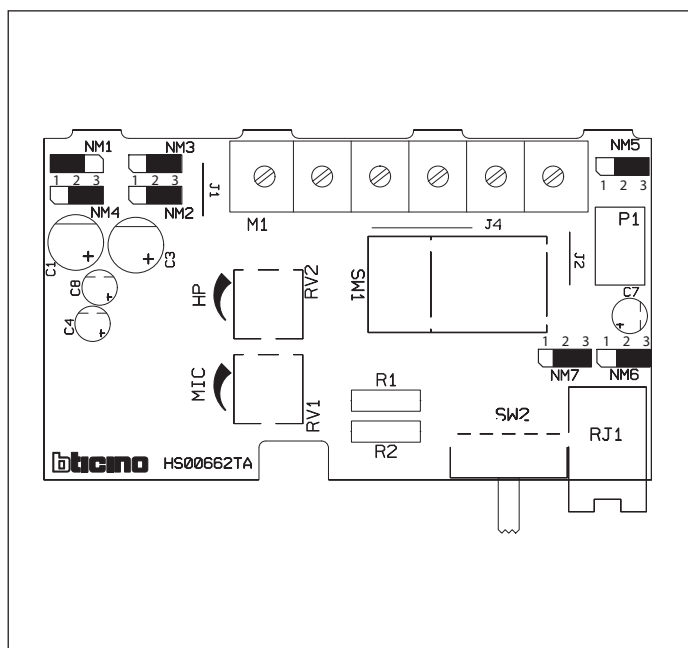 NM1 NM3 NM5
1 2 3 1 2 3 1 2 3
NM4 NM2
J1
M1
J4
P1
C1
C3
C8
C4
HP
RV2
SW1
J2
C7
1 2 3 1 2 3
NM7 NM6
MIC
RV1
R1
R2
SW2
RJ1
bticino HS00662TA